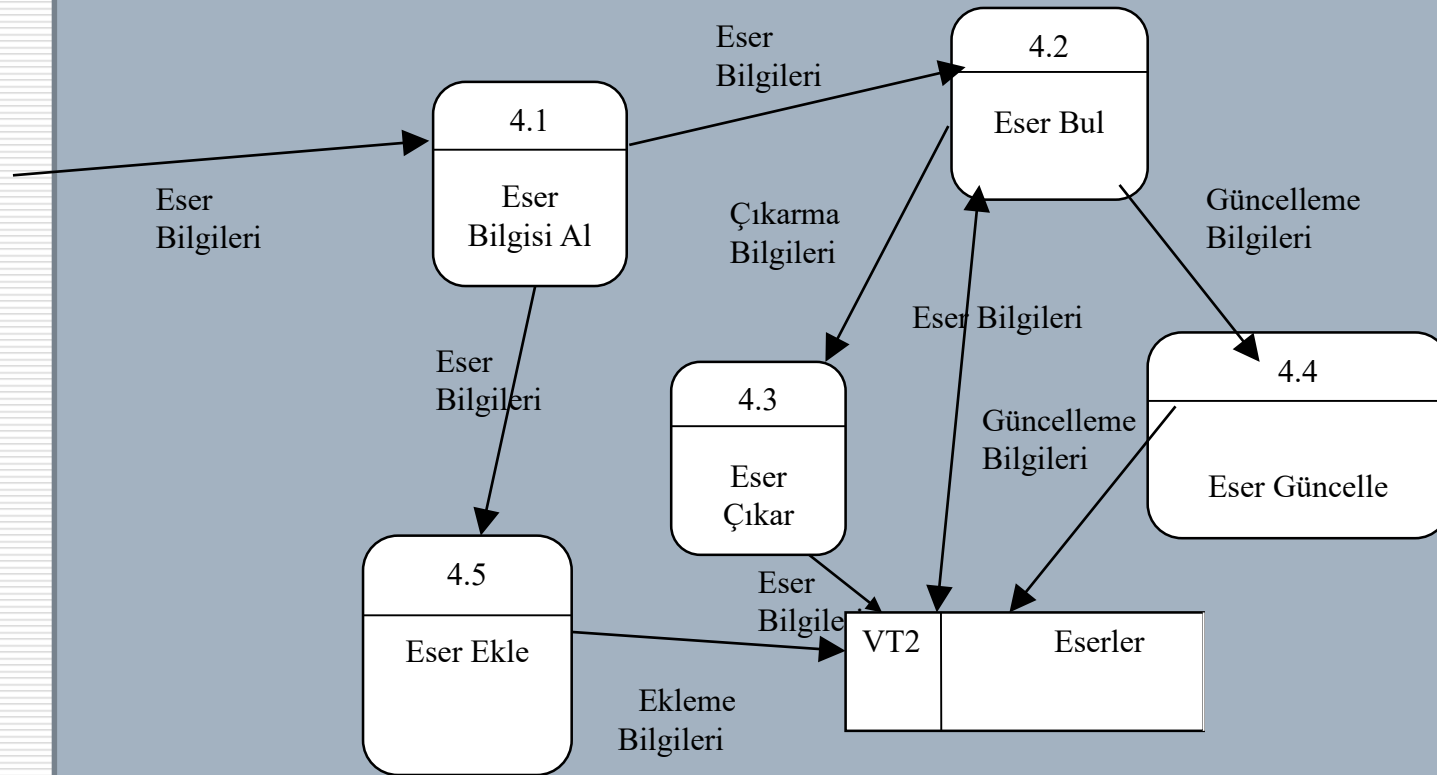 Eser
Bilgileri
4.2
Eser Bul
4.1
Eser
Bilgisi Al
Eser
Bilgileri
Çıkarma
Bilgileri
Güncelleme
Bilgileri
Eser Bilgileri
Eser
Bilgileri
4.3
Eser
Çıkar
4.4
Eser Güncelle
Güncelleme
Bilgileri
4.5
Eser Ekle
Eser
Bilgile
VT2
Eserler
Ekleme
Bilgileri